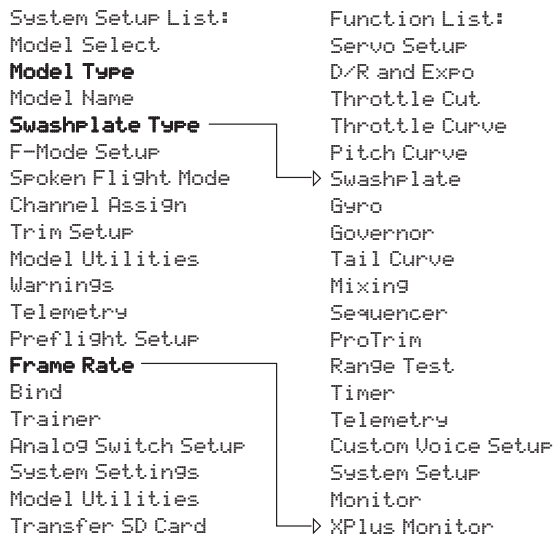 System Setup List:
Model Select
Model Type
Model Name
Swashplate Type
F-Mode Setup
Spoken Flight Mode
Channel Assign
Trim Setup
Model Utilities
Warnings
Telemetry
Preflight Setup
Frame Rate
Bind
Trainer
Analog Switch Setup
System Settings
Model Utilities
Transfer SD Card
Function List:
Servo Setup
D/R and Expo
Throttle Cut
Throttle Curve
Pitch Curve
Swashplate
Gyro
Governor
Tail Curve
Mixing
Sequencer
ProTrim
Range Test
Timer
Telemetry
Custom Voice Setup
System Setup
Monitor
XPlus Monitor